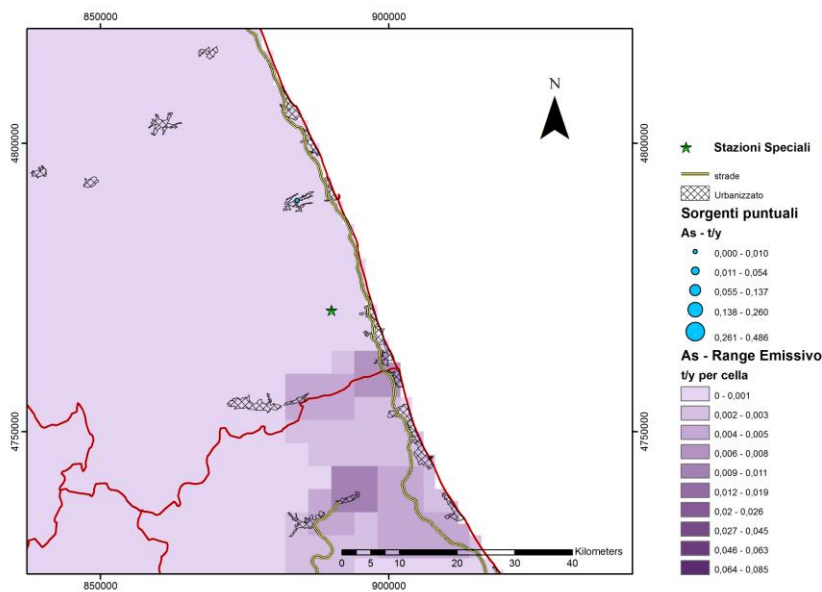 850000
900000
4800000
4750000
N
4800000
4750000
Kilometers
0 5 10 20 30 40
850000
900000
Stazioni Speciali
strade
Urbanizzato
Sorgenti puntuali
As - t/y
0,000 - 0,010
0,011 - 0,054
0,055 - 0,137
0,138 - 0,260
0,261 - 0,486
As - Range Emissivo
t/y per cella
0 - 0,001
0,002 - 0,003
0,004 - 0,005
0,006 - 0,008
0,009 - 0,011
0,012 - 0,019
0,02 - 0,026
0,027 - 0,045
0,046 - 0,063
0,064 - 0,085